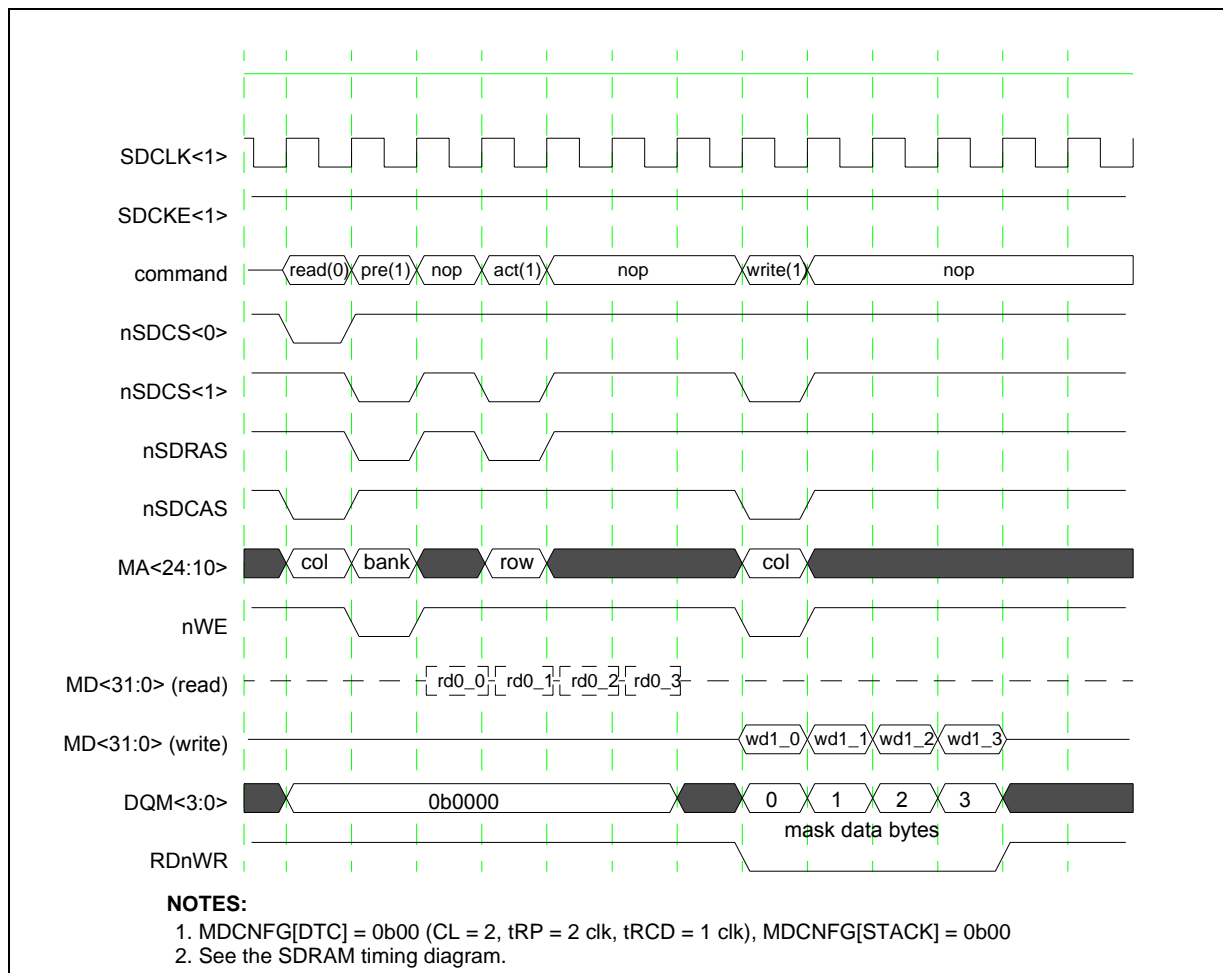 SDCLK<1>
SDCKE<1>
command read(0) pre(1) nop act(1) nop write(1) nop
nSDCS<0>
nSDCS<1>
nSDRAS
nSDCAS
MA<24:10> col bank row col
nWE
MD<31:0> (read) rd0_0 rd0_1 rd0_2 rd0_3
MD<31:0> (write) wd1_0 wd1_1 wd1_2 wd1_3
DQM<3:0> 0b0000 0 1 2 3
mask data bytes
RDnWR
NOTES:
1. MDCNFG[DTC] = 0b00 (CL = 2, tRP = 2 clk, tRCD = 1 clk), MDCNFG[STACK] = 0b00
2. See the SDRAM timing diagram.